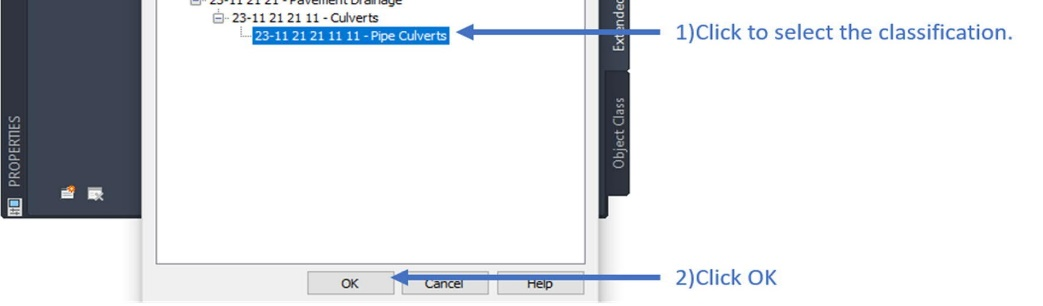 23-11 21 21 - Pavement Drainage
23-11 21 21 11 - Culverts
23-11 21 21 11 11 - Pipe Culverts
1)Click to select the classification.
Extended
Object Class
PROPERTIES
OK
Cancel
Help
2)Click OK